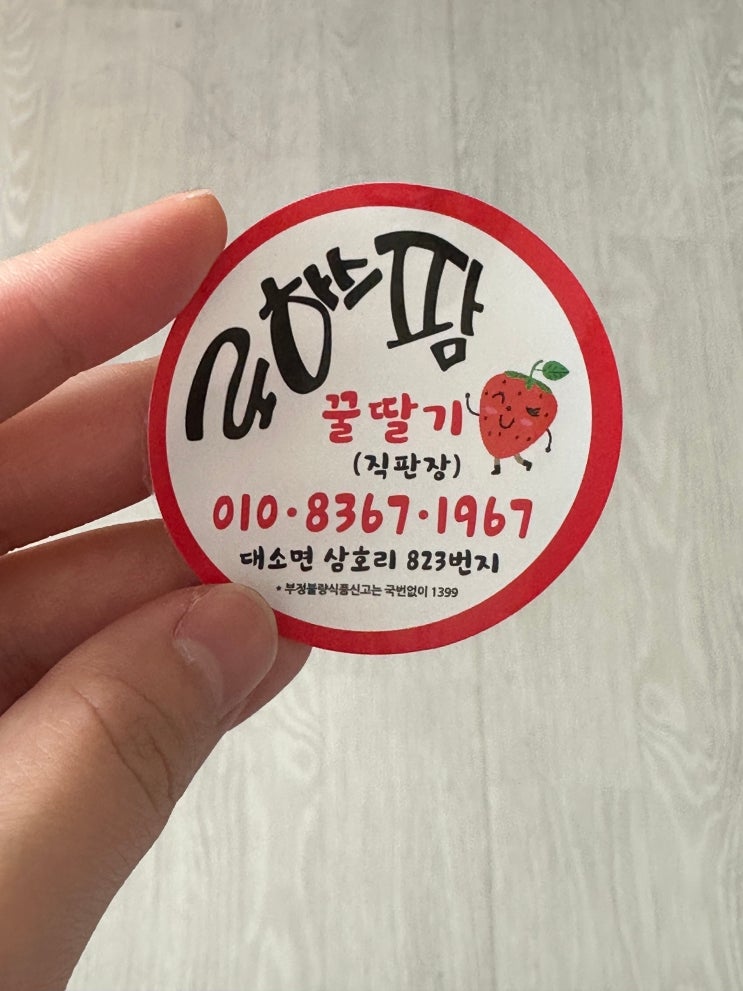 꿀딸기
(직판장)
010·8367·1967
대소면 삼호리 823번지
* 부정불량식품신고는 국번없이 1399